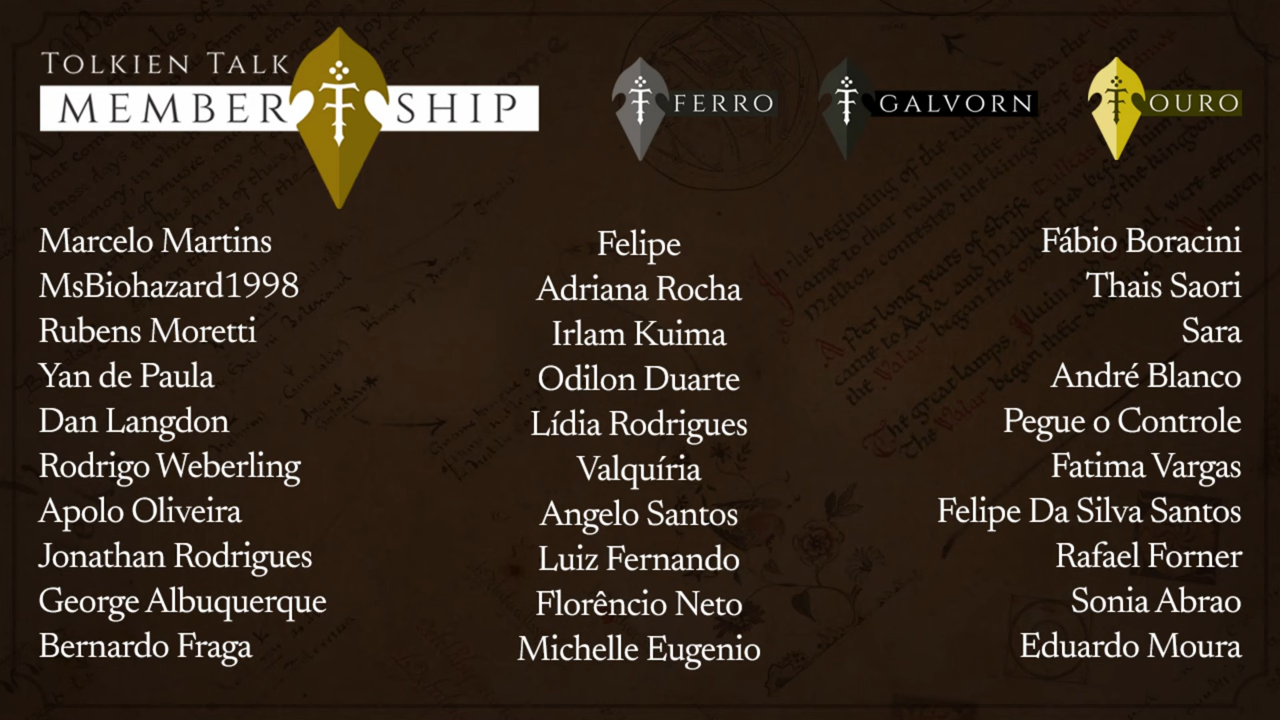 TOLKIEN TALK
MEMBERSHIP
FERRO
GALVORN
OURO
Marcelo Martins
MsBiohazard1998
Rubens Moretti
Yan de Paula
Dan Langdon
Rodrigo Weberling
Apolo Oliveira
Jonathan Rodrigues
George Albuquerque
Bernardo Fraga
Felipe
Adriana Rocha
Irlam Kuima
Odilon Duarte
Lídia Rodrigues
Valquíria
Angelo Santos
Luiz Fernando
Florêncio Neto
Michelle Eugenio
Fábio Boracini
Thais Saori
Sara
André Blanco
Pegue o Controle
Fatima Vargas
Felipe Da Silva Santos
Rafael Forner
Sonia Abrao
Eduardo Moura